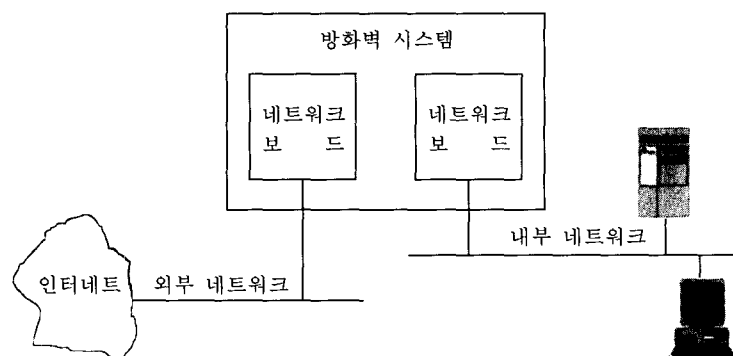 방화벽 시스템
네트워크
보 드
네트워크
보 드
내부 네트워크
인터네트
외부 네트워크